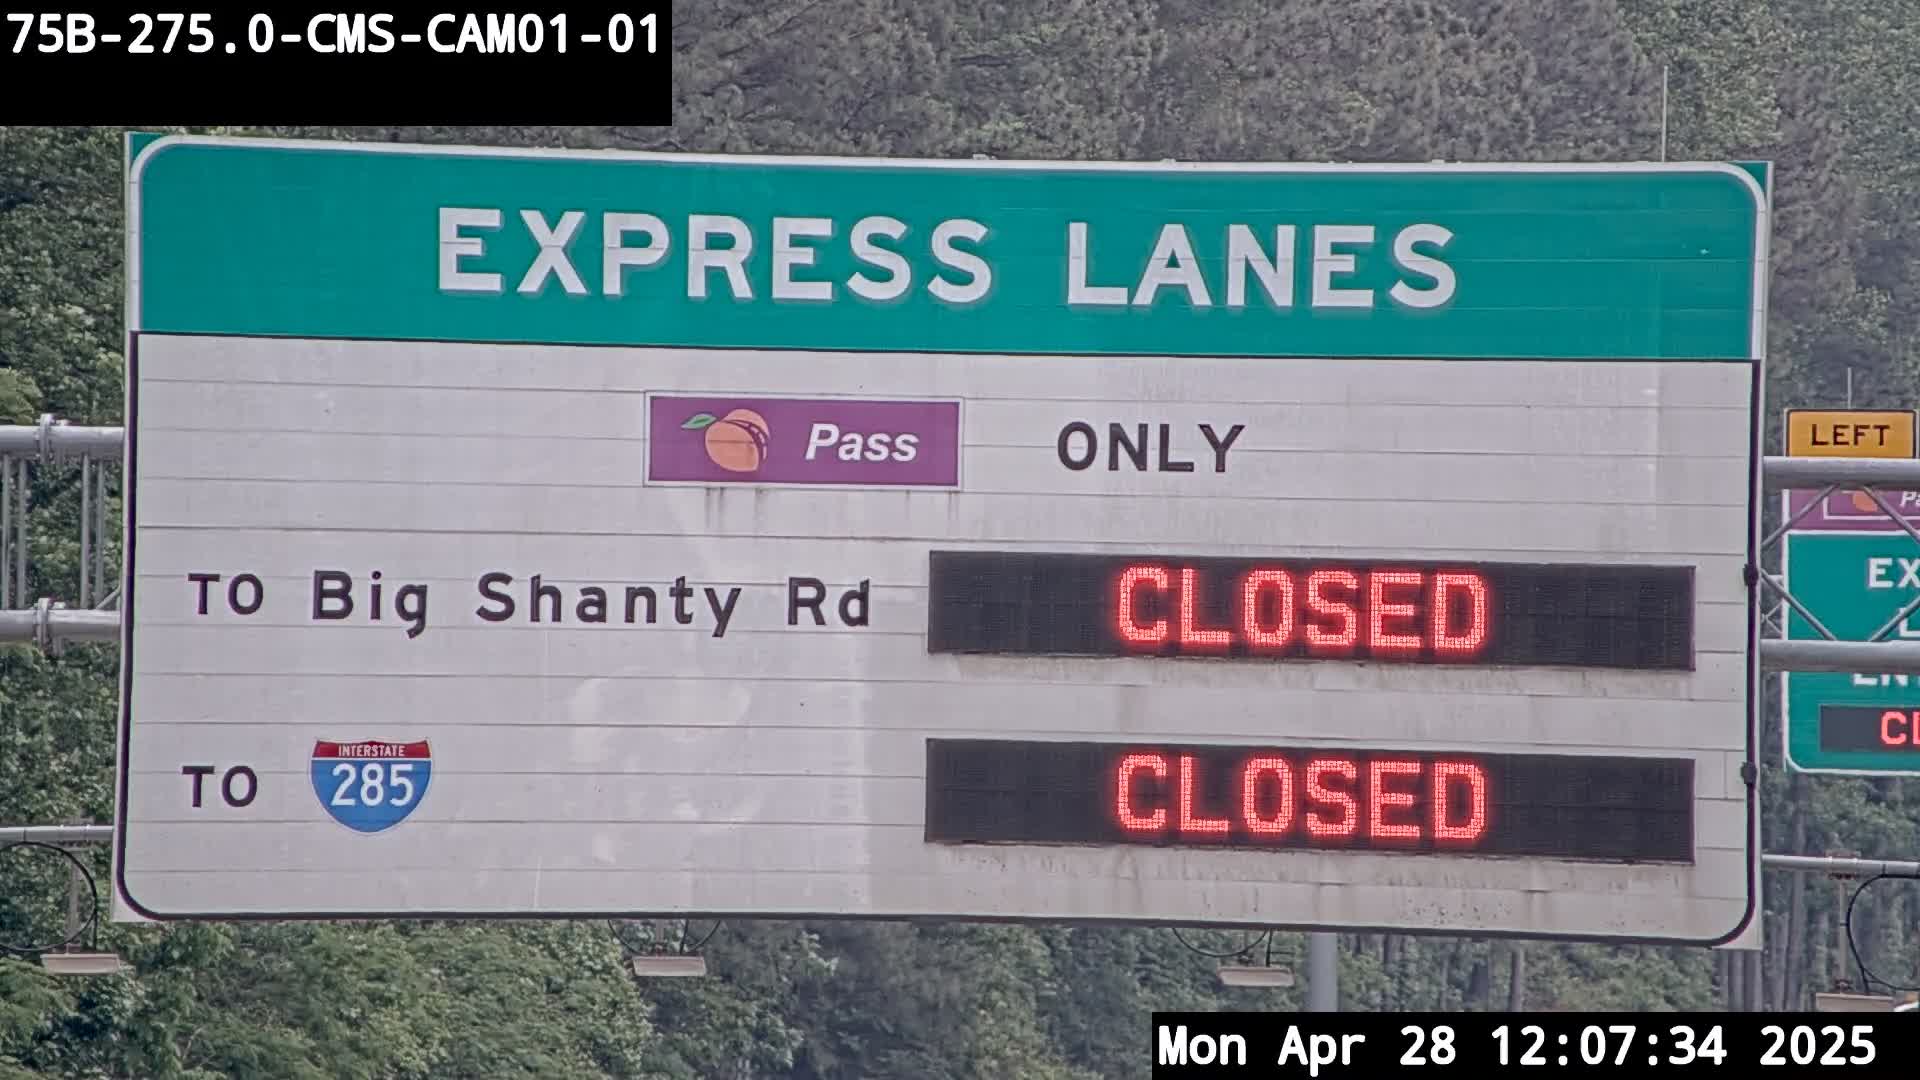 75B-275.0-CMS-CAM01-01
EXPRESS LANES
Pass ONLY
TO Big Shanty Rd CLOSED
TO INTERSTATE 285 CLOSED
LEFT
EX
Mon Apr 28 12:07:34 2025